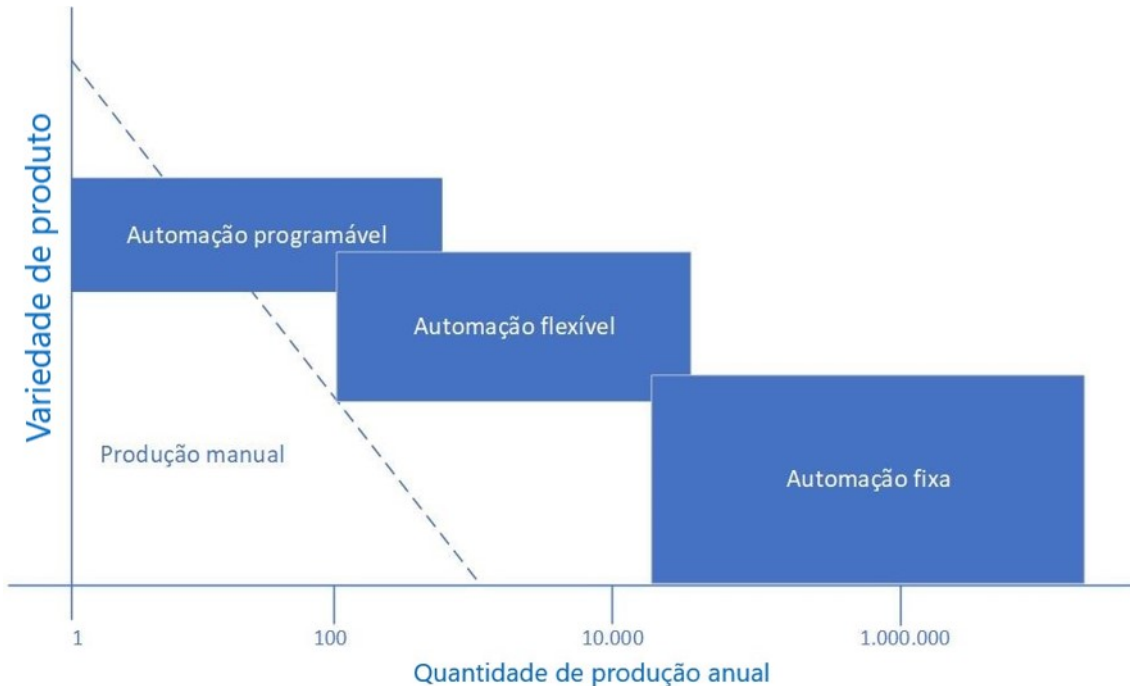 Variedade de produto
Automação programável
Automação flexível
Produção manual
Automação fixa
1
100
10.000
1.000.000
Quantidade de produção anual